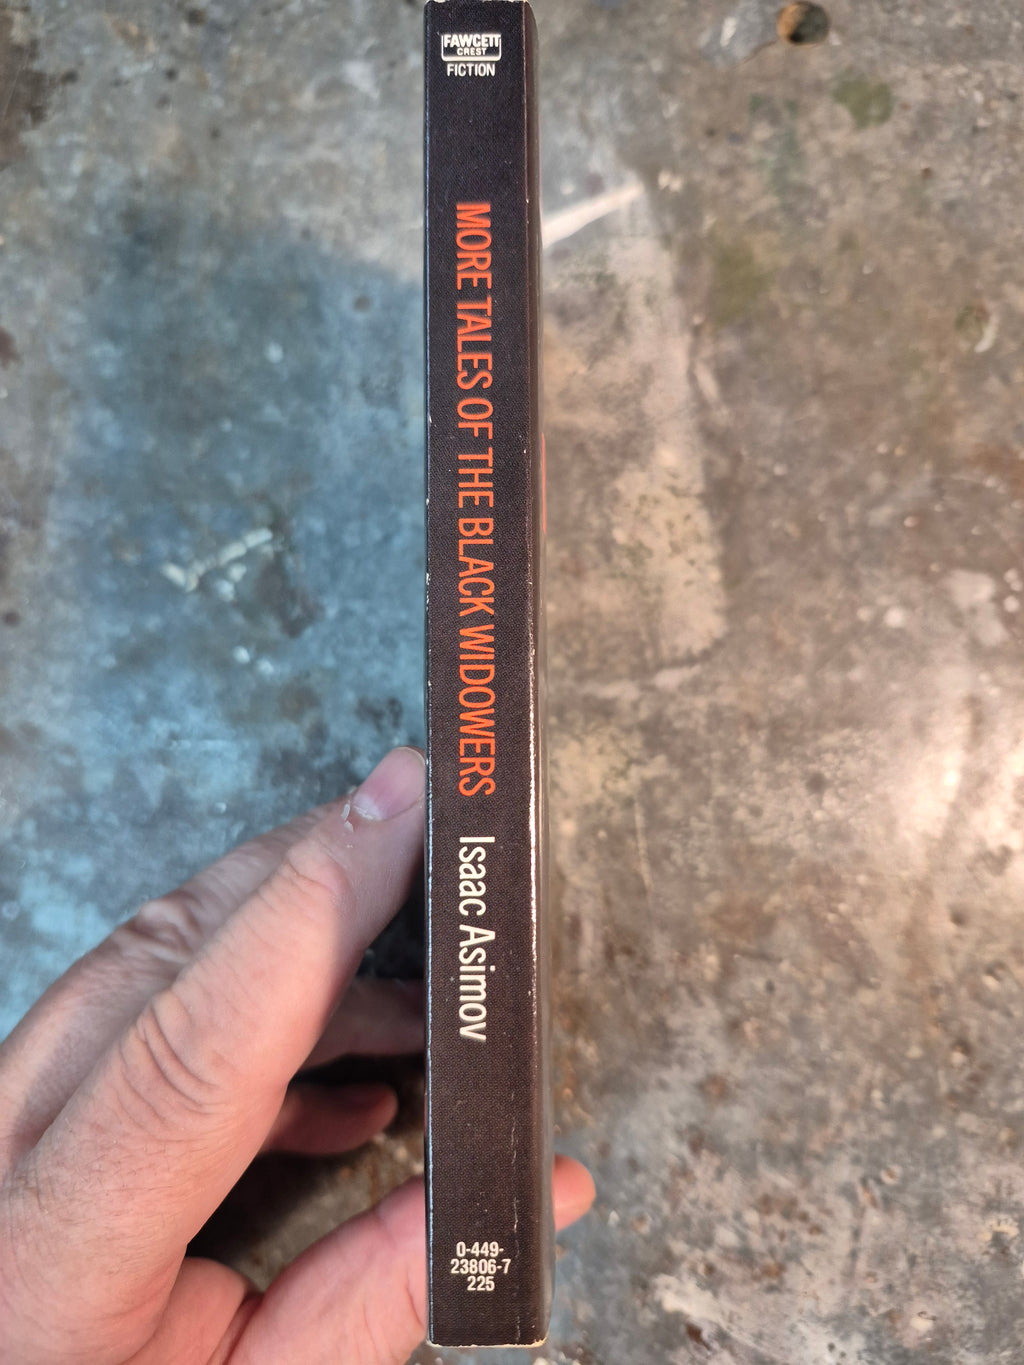 FAWCETT
CREST
FICTION
MORE TALES OF THE BLACK WIDOWERS
Isaac Asimov
0-449-
23806-7
225